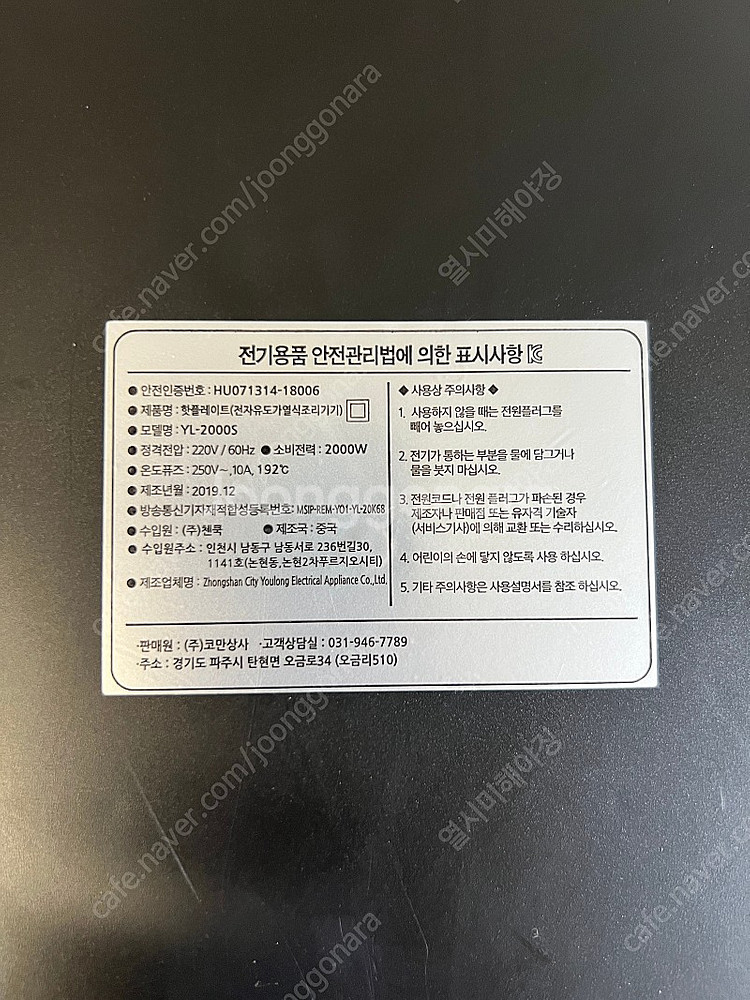 전기용품 안전관리법에 의한 표시사항
● 안전인증번호 : HU071314-18006
● 제품명 : 핫플레이트(전자유도가열식조리기기)
● 모델명 : YL-2000S
● 정격전압 : 220V / 60Hz ● 소비전력 : 2000W
● 온도퓨즈 : 250V~,10A, 192℃
● 제조년월 : 2019.12
● 방송통신기자재적합성등록번호 : MSIP-REM-YO1-YL-20K68
● 수입원 : (주)첸쿡 ● 제조국 : 중국
● 수입원주소 : 인천시 남동구 남동서로 236번길30,
1141호(논현동,논현2차푸르지오시티)
● 제조업체명 : Zhongshan City Youlong Electrical Appliance Co.,Ltd.
◆ 사용상 주의사항 ◆
1. 사용하지 않을 때는 전원플러그를
빼어 놓으십시오.
2. 전기가 통하는 부분을 물에 담그거나
물을 붓지 마십시오.
3. 전원코드나 전원 플러그가 파손된 경우
제조자나 판매점 또는 유자격 기술자
(서비스기사)에 의해 교환 또는 수리하십시오.
4. 어린이의 손에 닿지 않도록 사용 하십시오.
5. 기타 주의사항은 사용설명서를 참조 하십시오.
·판매원 : (주)코만상사 ·고객상담실 : 031-946-7789
·주소 : 경기도 파주시 탄현면 오금로34 (오금리510)
cafe.naver.com/joonggonara
열시미해야징
cafe.naver.com/joonggonara
열시미해야징